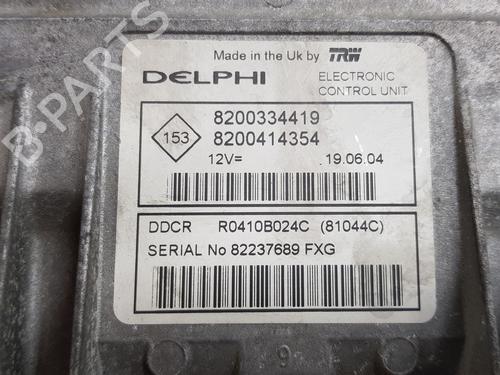 Made in the Uk by TRW
DELPHI
ELECTRONIC
CONTROL UNIT
153
8200334419
8200414354
12V= 19.06.04
DDCR R0410B024C (81044C)
SERIAL No 82237689 FXG
9
B-PARTS